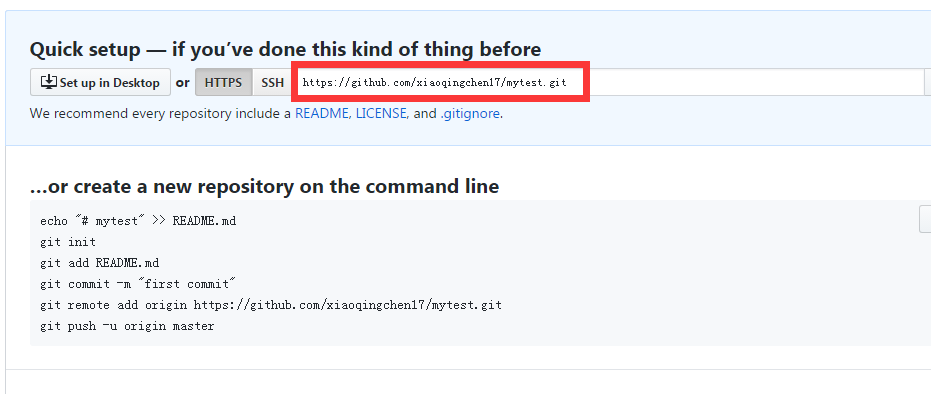 Quick setup — if you’ve done this kind of thing before
Set up in Desktop or HTTPS SSH https://github.com/xiaoqingchen17/mytest.git
We recommend every repository include a README, LICENSE, and .gitignore.
…or create a new repository on the command line
echo "# mytest" >> README.md
git init
git add README.md
git commit -m "first commit"
git remote add origin https://github.com/xiaoqingchen17/mytest.git
git push -u origin master